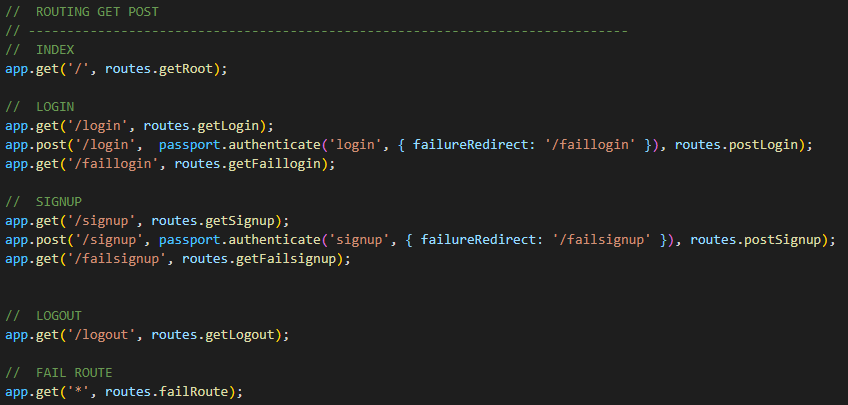 //  ROUTING GET POST
// ------------------------------------------------------------------------------
//  INDEX
app.get('/', routes.getRoot);
//  LOGIN
app.get('/login', routes.getLogin);
app.post('/login',  passport.authenticate('login', { failureRedirect: '/faillogin' }), routes.postLogin);
app.get('/faillogin', routes.getFaillogin);
//  SIGNUP
app.get('/signup', routes.getSignup);
app.post('/signup', passport.authenticate('signup', { failureRedirect: '/failsignup' }), routes.postSignup);
app.get('/failsignup', routes.getFailsignup);
//  LOGOUT
app.get('/logout', routes.getLogout);
//  FAIL ROUTE
app.get('*', routes.failRoute);